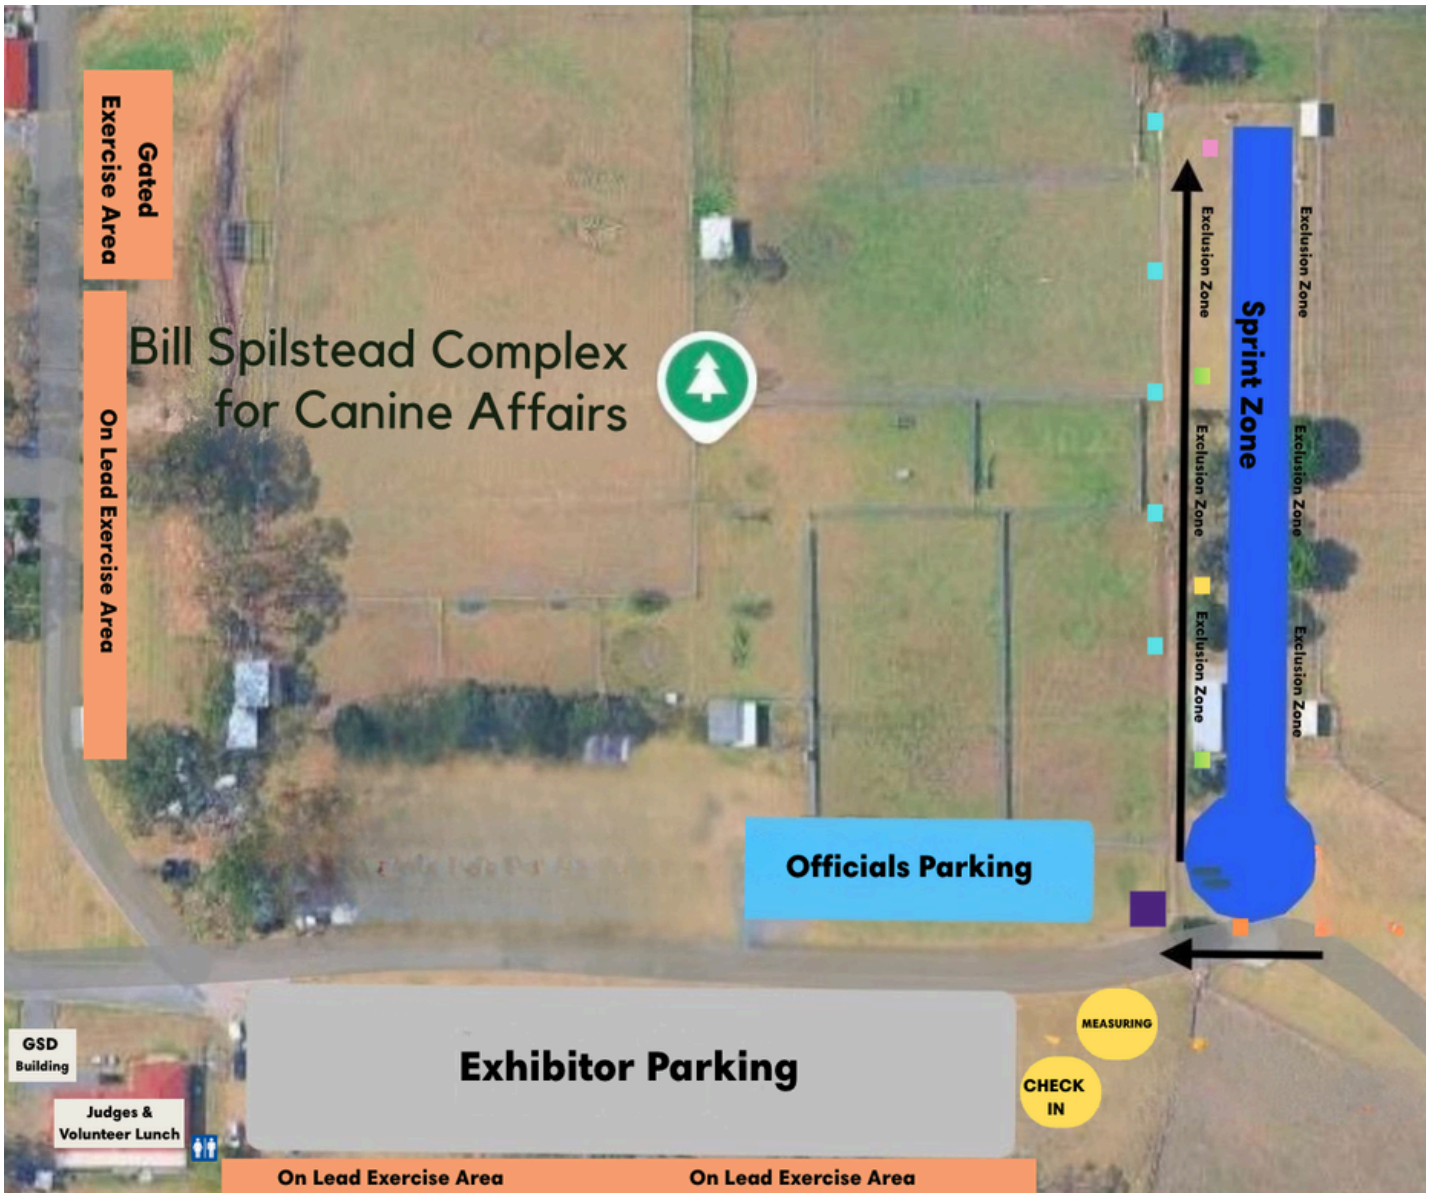 Gated
Exercise Area
On Lead Exercise Area
Bill Spilstead Complex
for Canine Affairs
Exclusion Zone
Exclusion Zone
Sprint Zone
Exclusion Zone
Exclusion Zone
Exclusion Zone
Exclusion Zone
Officials Parking
Exhibitor Parking
MEASURING
CHECK
IN
GSD
Building
Judges &
Volunteer Lunch
On Lead Exercise Area
On Lead Exercise Area